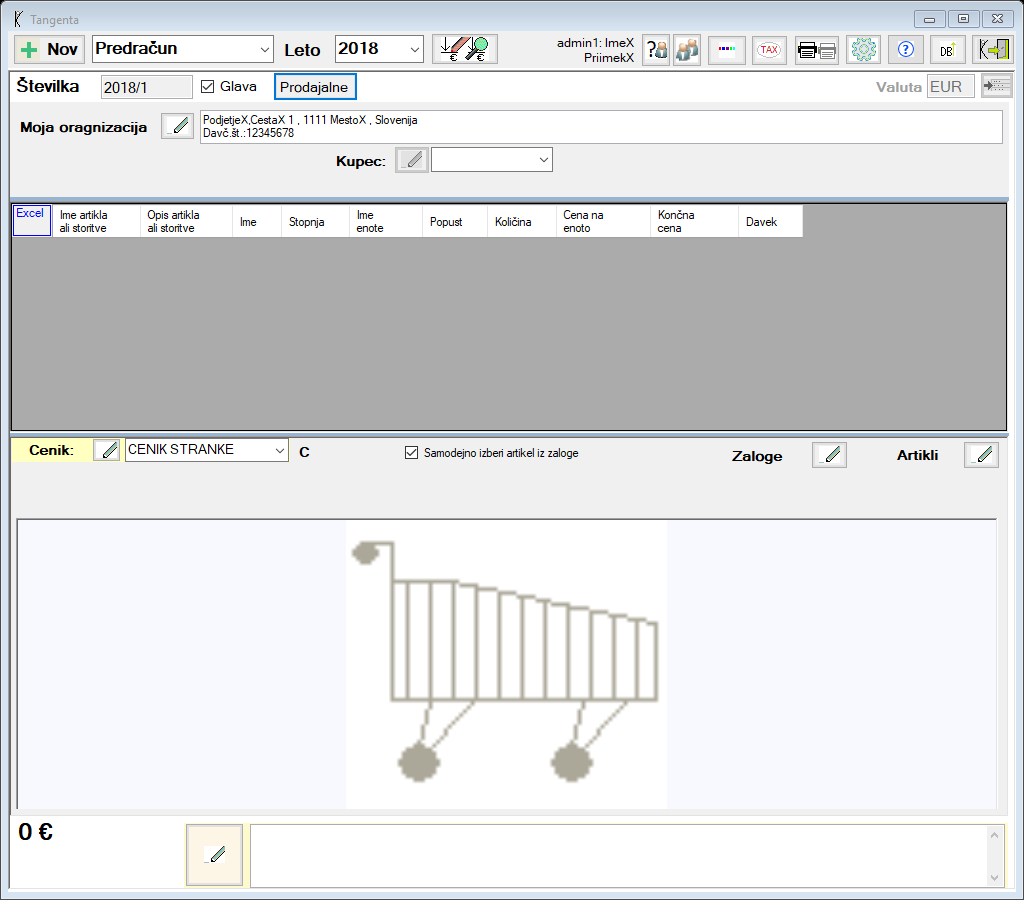 Tangenta
Nov Predračun Leto 2018 admin1: ImeX
PriimekX
TAX
DB
Številka 2018/1 Glava Prodajalne Valuta EUR
Moja oragnizacija PodjetjeX,CestaX 1 , 1111 MestoX , Slovenija
Davč.št.:12345678
Kupec:
Excel Ime artikla ali storitve Opis artikla ali storitve Ime Stopnja Ime enote Popust Količina Cena na enoto Končna cena Davek
Cenik: CENIK STRANKE C Samodejno izberi artikel iz zaloge Zaloge Artikli
0 €